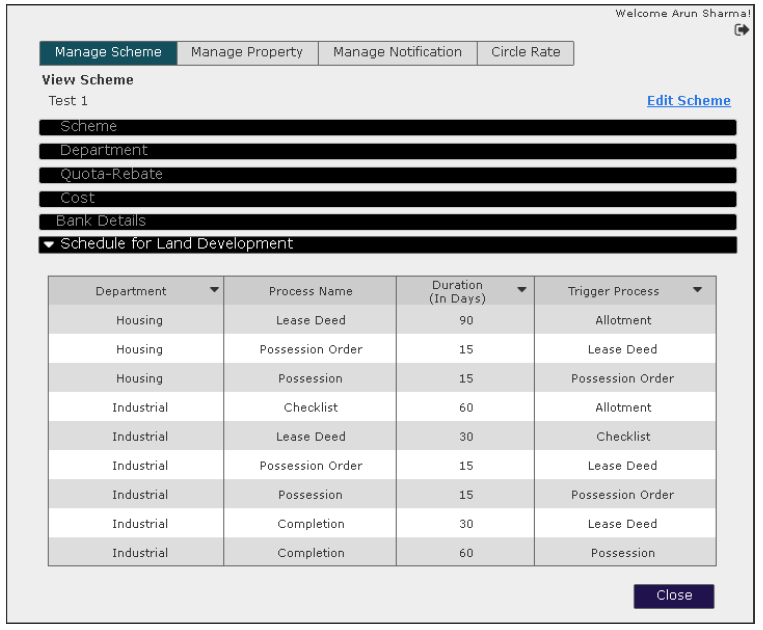 Welcome Arun Sharma!
Manage Scheme Manage Property Manage Notification Circle Rate
View Scheme
Test 1 Edit Scheme
Scheme
Department
Quota-Rebate
Cost
Bank Details
Schedule for Land Development
Department Process Name Duration (In Days) Trigger Process
Housing Lease Deed 90 Allotment
Housing Possession Order 15 Lease Deed
Housing Possession 15 Possession Order
Industrial Checklist 60 Allotment
Industrial Lease Deed 30 Checklist
Industrial Possession Order 15 Lease Deed
Industrial Possession 15 Possession Order
Industrial Completion 30 Lease Deed
Industrial Completion 60 Possession
Close